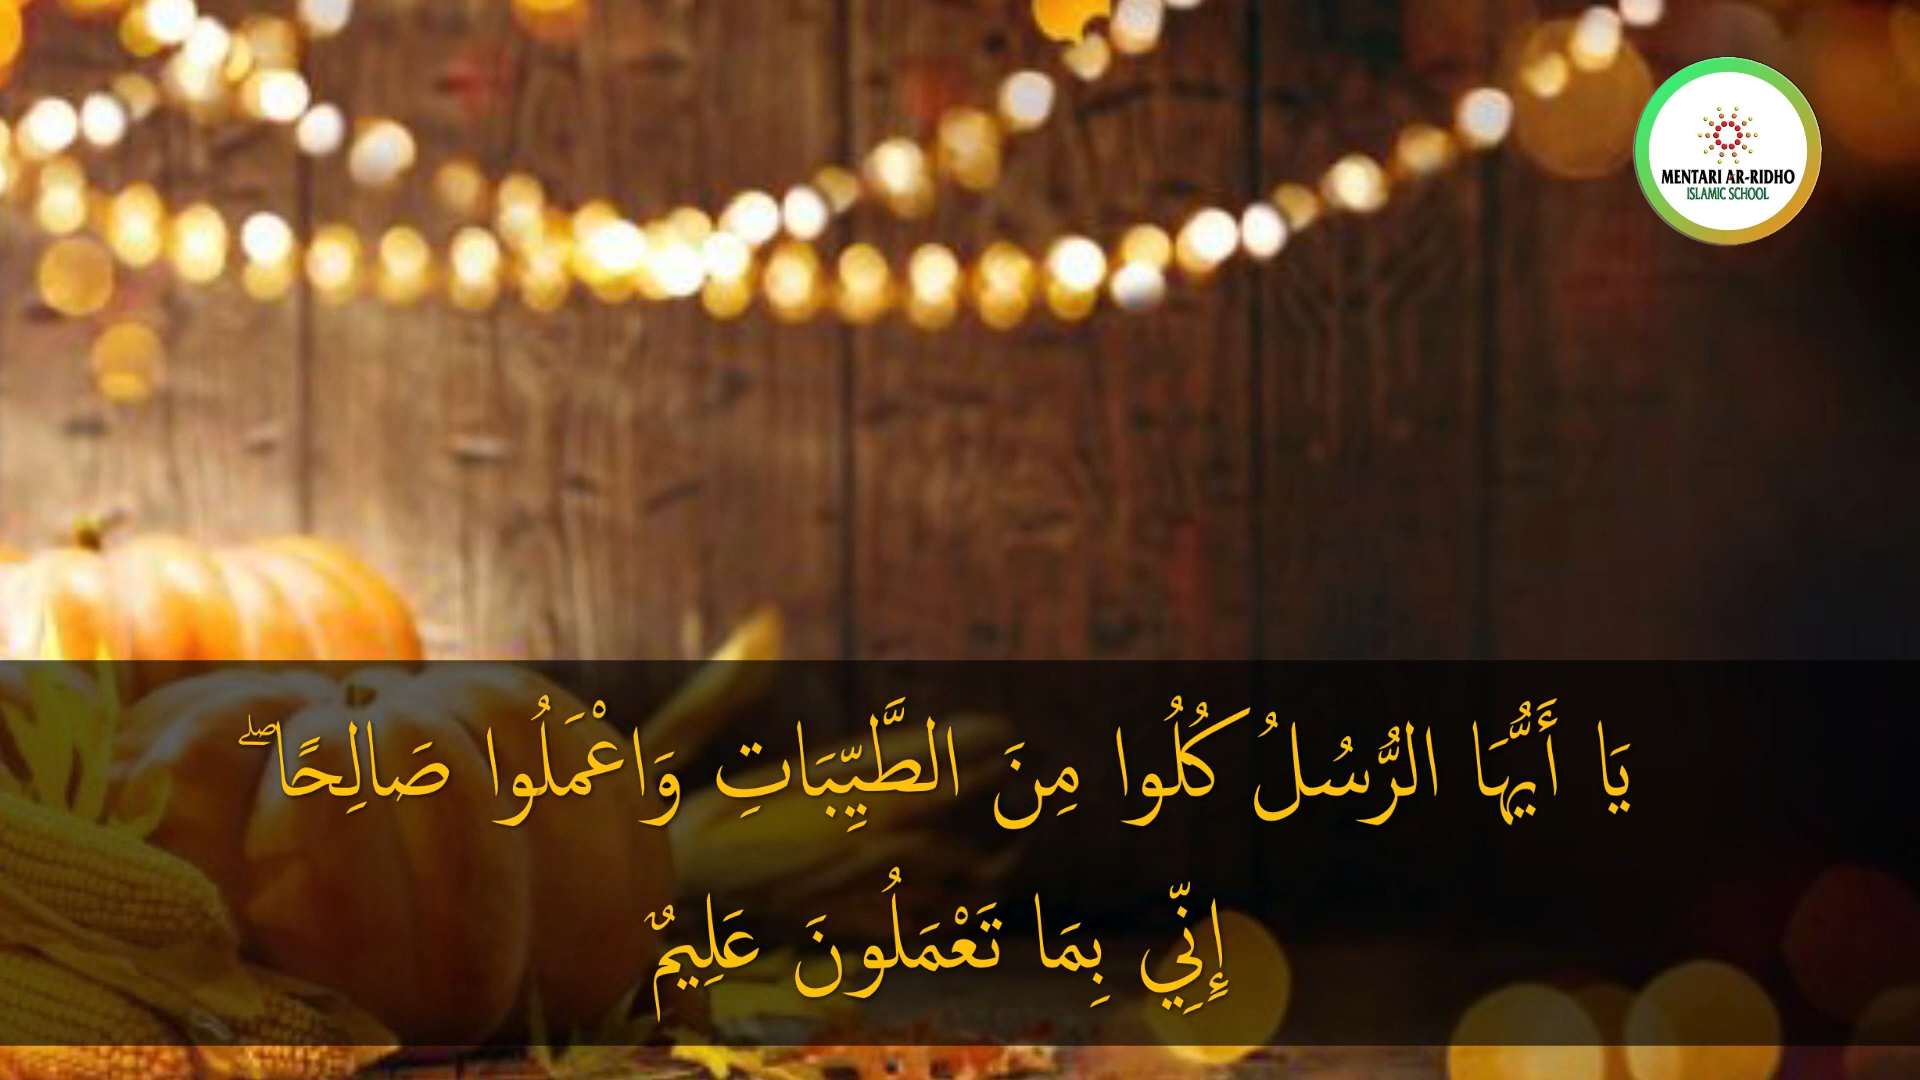 MENTARI AR-RIDHO
ISLAMIC SCHOOL
يَا أَيُّهَا الرُّسُلُ كُلُوا مِنَ الطَّيِّبَاتِ وَاعْمَلُوا صَالِحًا ۖ
إِنِّي بِمَا تَعْمَلُونَ عَلِيمٌ